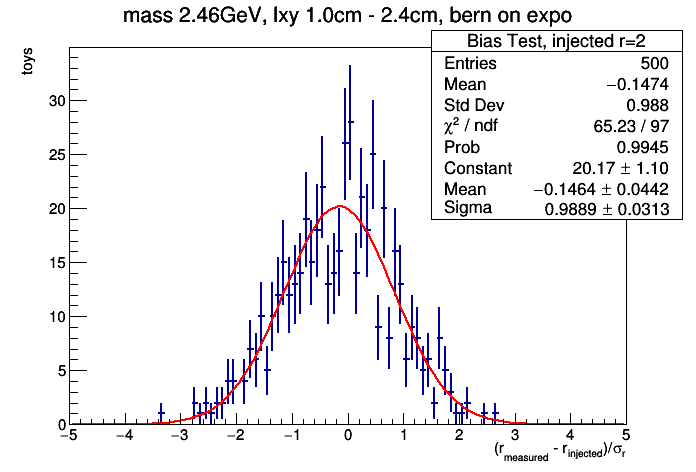 mass 2.46GeV, lxy 1.0cm - 2.4cm, bern on expo
Bias Test, injected r=2
Entries 500
Mean −0.1474
Std Dev 0.988
χ² / ndf 65.23 / 97
Prob 0.9945
Constant 20.17 ± 1.10
Mean −0.1464 ± 0.0442
Sigma 0.9889 ± 0.0313
toys
30
25
20
15
10
5
0
−5 −4 −3 −2 −1 0 1 2 3 4 5
(r_measured - r_injected)/σ_r